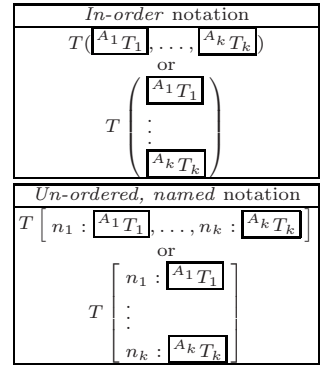 In-order notation
T(A1T1, . . . , AkTk)
or
A1T1
T
.
.
.
AkTk
Un-ordered, named notation
T [ n1 : A1T1, . . . , nk : AkTk ]
or
n1 : A1T1
T
.
.
.
nk : AkTk